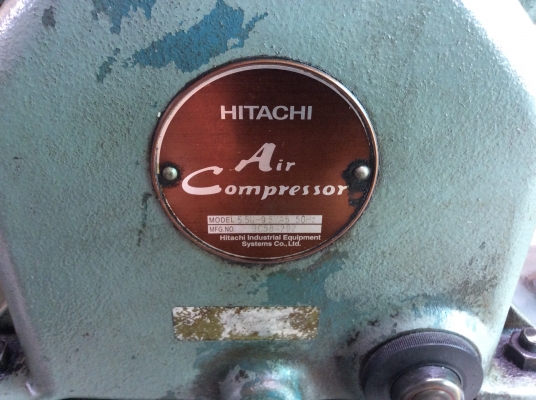 HITACHI
Air
Compressor
MODEL
MFG.NO.
Hitachi Industrial Equipment
Systems Co.,Ltd.